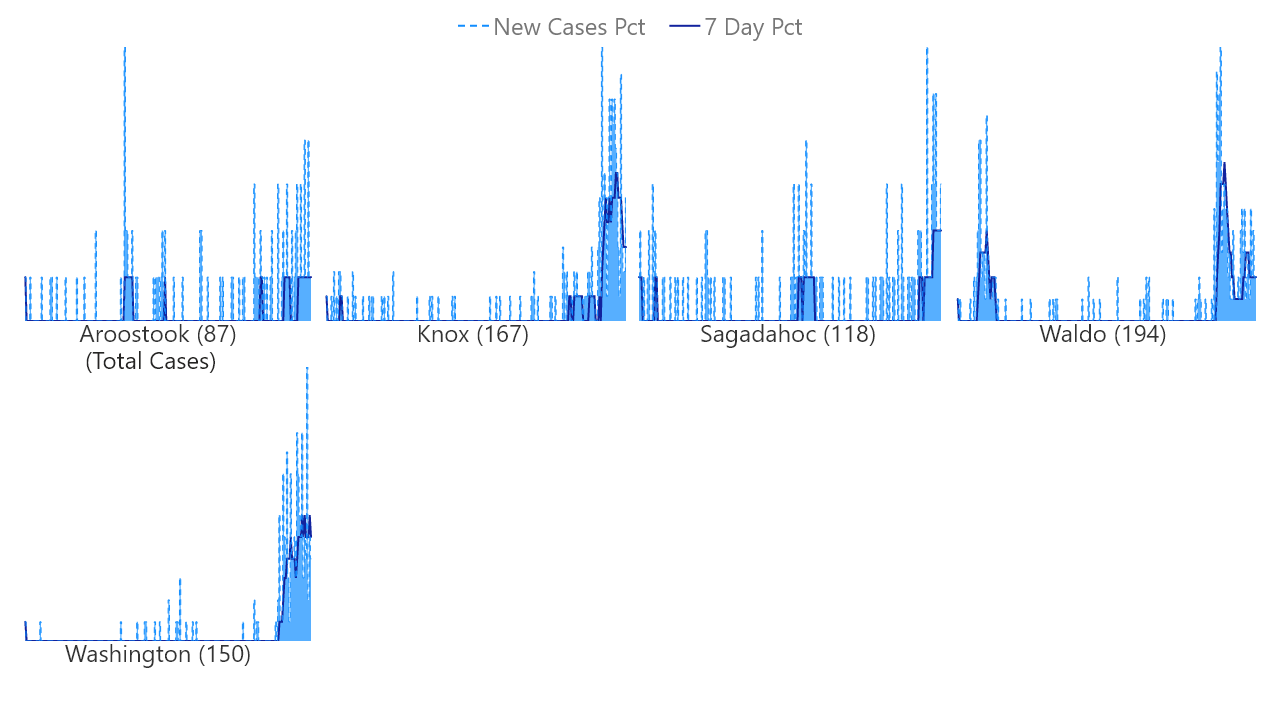 New Cases Pct 7 Day Pct
Aroostook (87)
(Total Cases)
Knox (167)
Sagadahoc (118)
Waldo (194)
Washington (150)